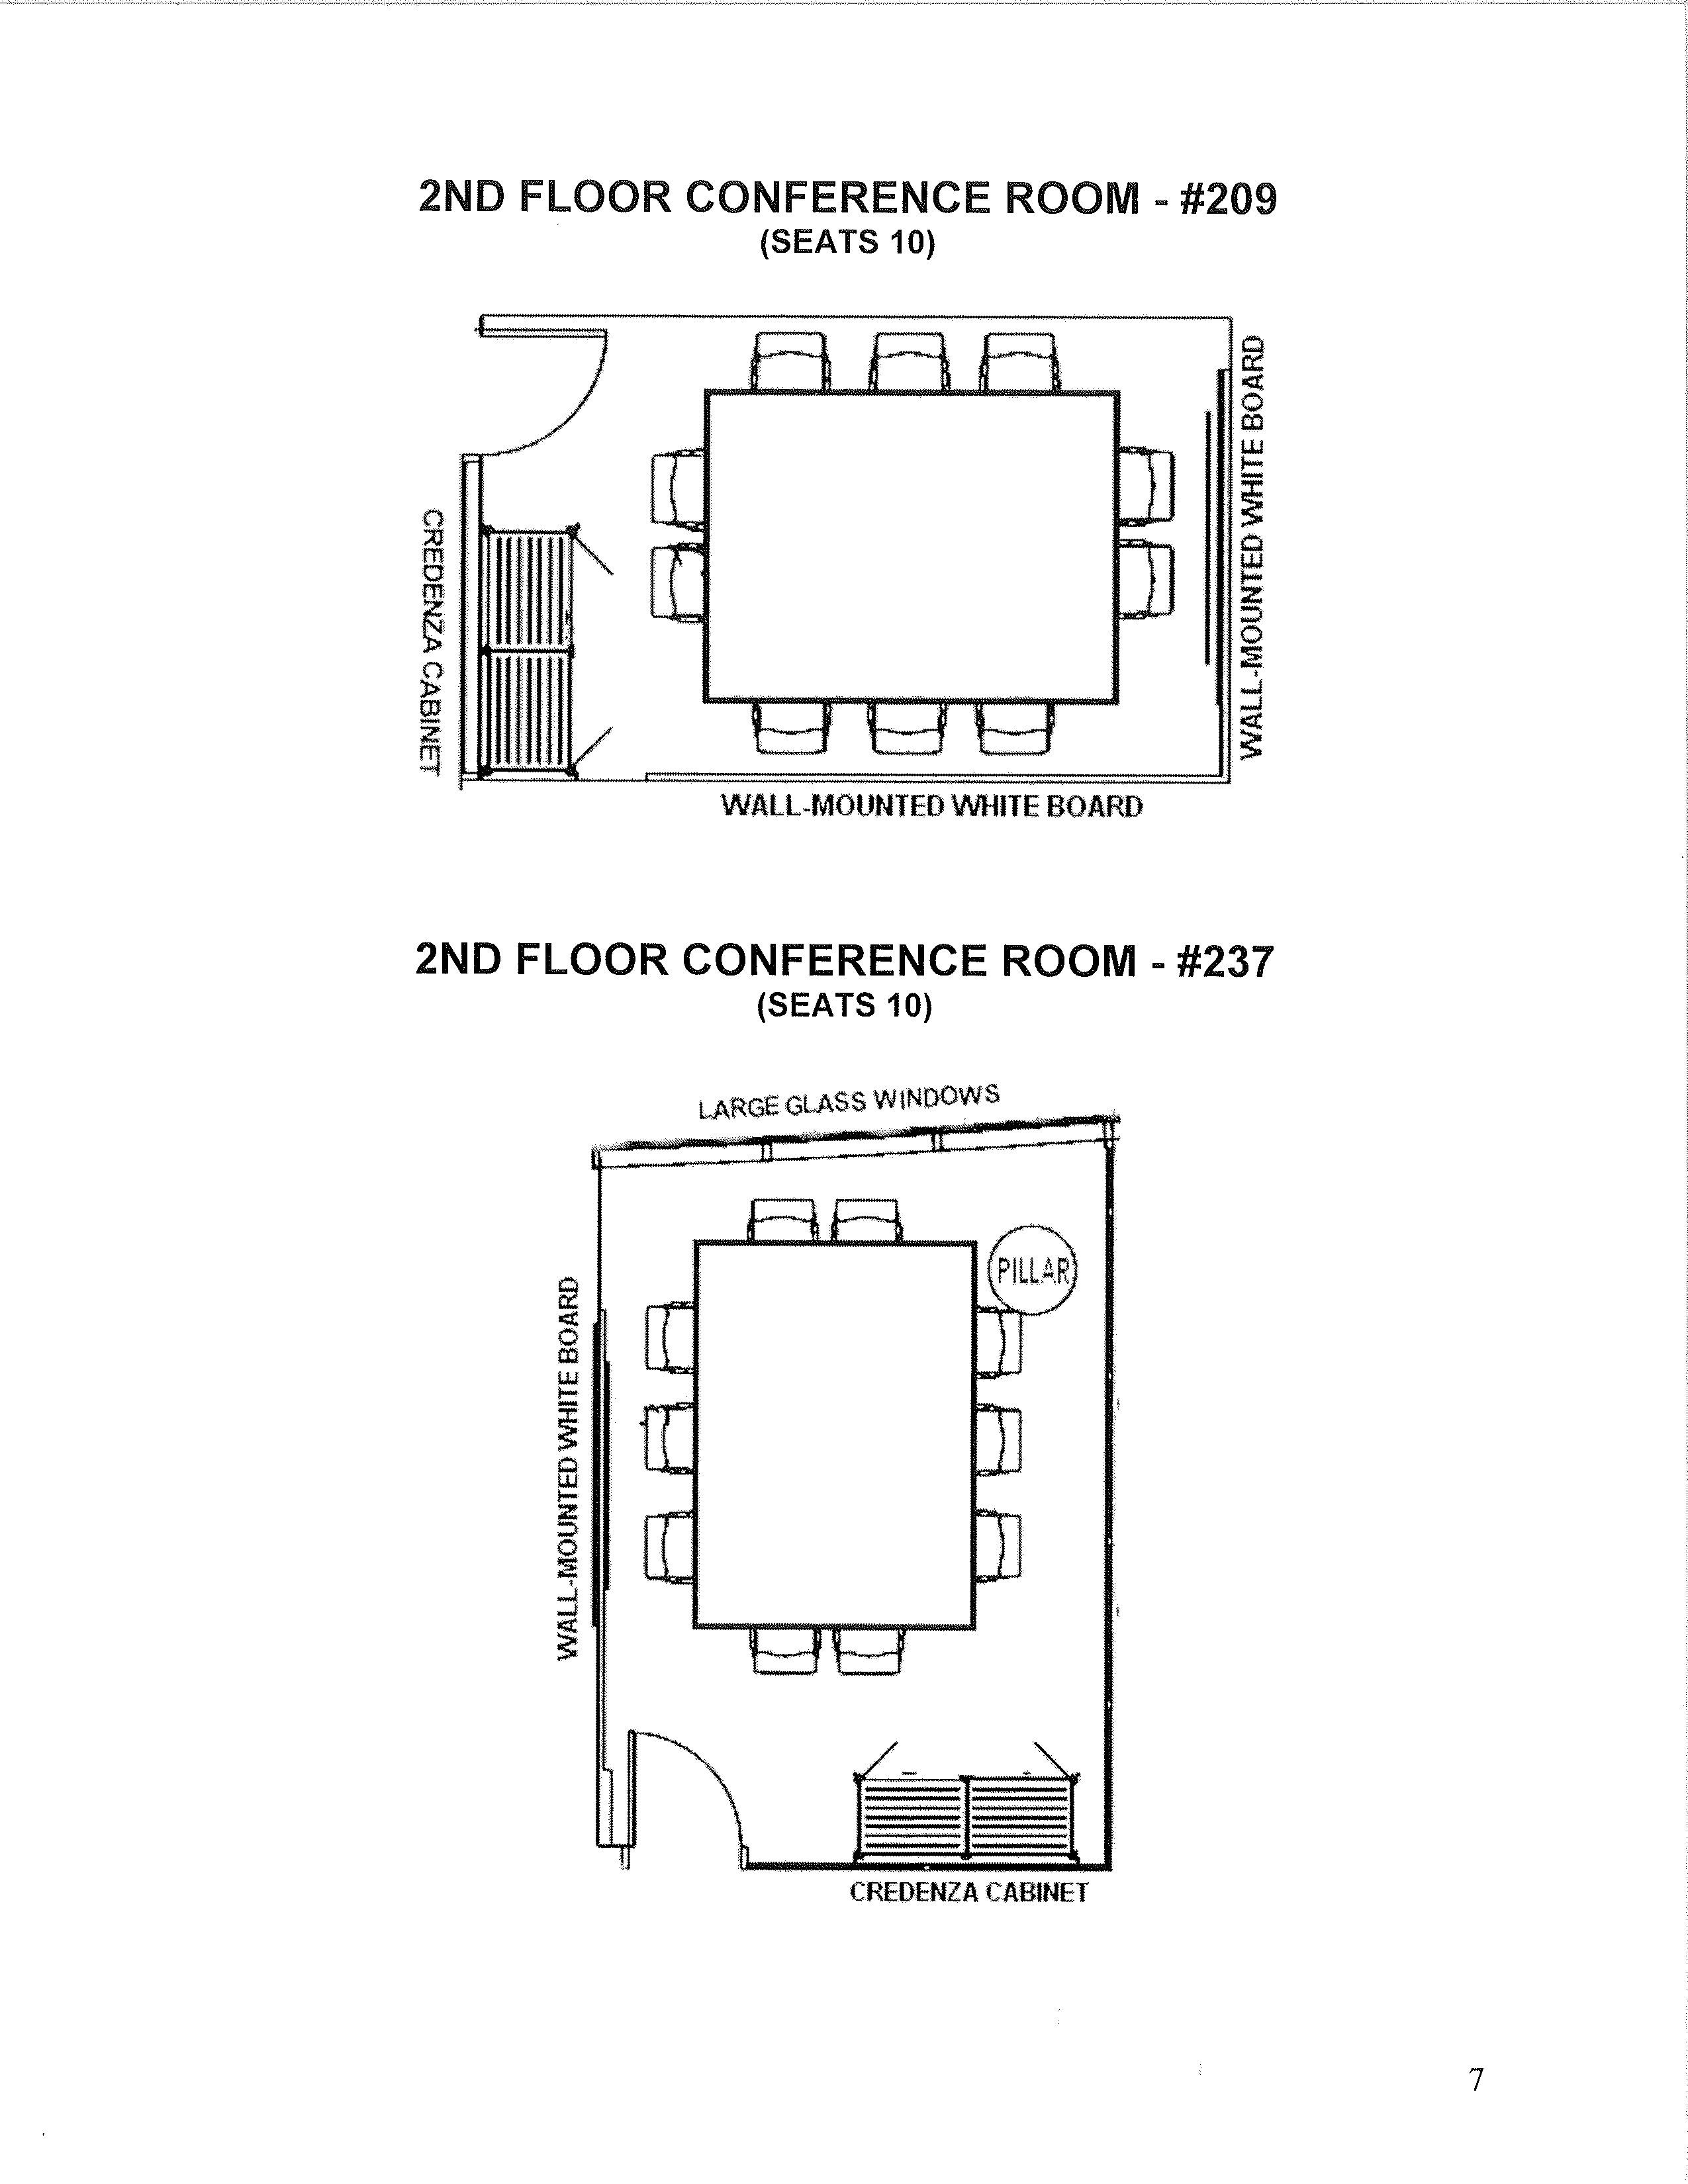 2ND FLOOR CONFERENCE ROOM - #209
(SEATS 10)
CREDENZA CABINET
WALL-MOUNTED WHITE BOARD
WALL-MOUNTED WHITE BOARD
2ND FLOOR CONFERENCE ROOM - #237
(SEATS 10)
LARGE GLASS WINDOWS
PILLAR
WALL-MOUNTED WHITE BOARD
CREDENZA CABINET
7